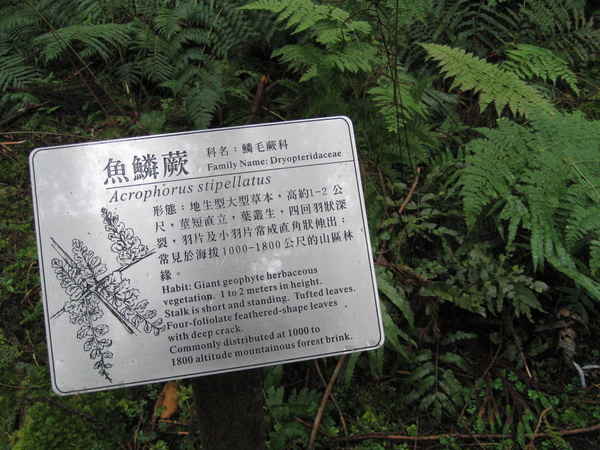 魚鱗蕨 科名：鱗毛蕨科
Family Name: Dryopteridaceae
Acrophorus stipellatus
形態：地生型大型草本，高約1-2 公
尺，莖短直立，葉叢生，四回羽狀深
裂，羽片及小羽片常成直角狀伸出；
常見於海拔1000-1800公尺的山區林
緣。
Habit: Giant geophyte herbaceous
vegetation. 1 to 2 meters in height.
Stalk is short and standing. Tufted leaves.
Four-foliolate feathered-shape leaves
with deep crack.
Commonly distributed at 1000 to
1800 altitude mountainous forest brink.